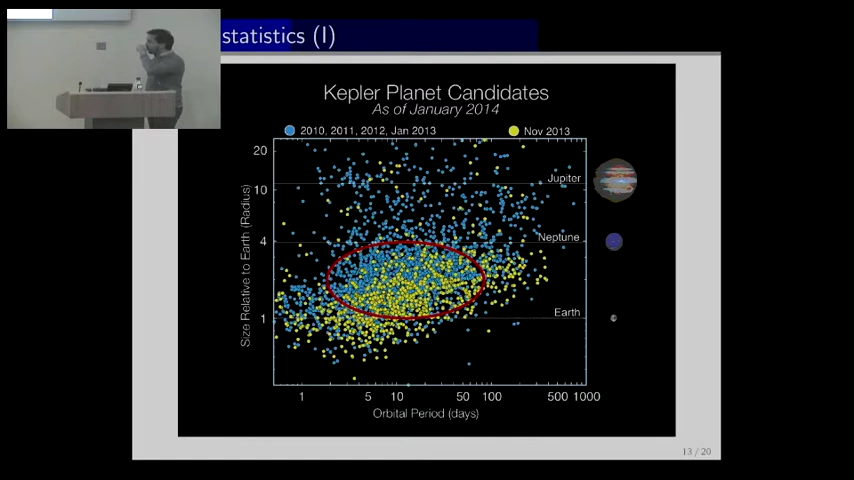 statistics (I)
Kepler Planet Candidates
As of January 2014
2010, 2011, 2012, Jan 2013
Nov 2013
20
10
4
1
Jupiter
Neptune
Earth
Size Relative to Earth (Radius)
1 5 10 50 100 500 1000
Orbital Period (days)
13 / 20